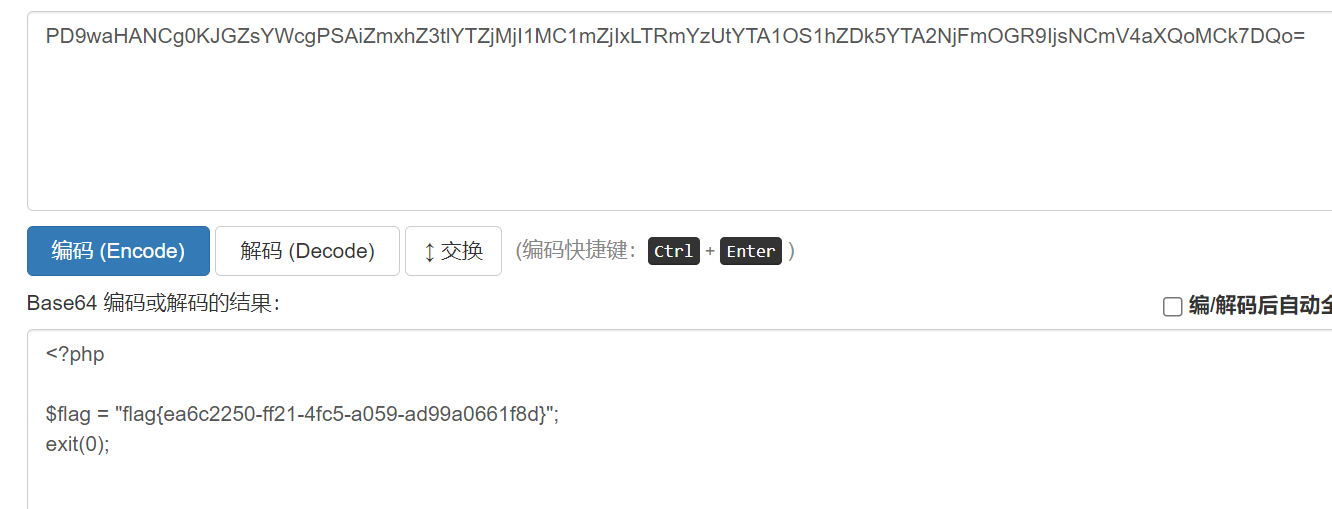 PD9waHANCg0KJGZsYWcgPSAiZmxhZ3tlYTZjMjI1MC1mZjIxLTRmYzUtYTA1OS1hZDk5YTA2NjFmOGR9IjsNCmV4aXQoMCk7DQo=
编码 (Encode) 解码 (Decode) ↕ 交换 (编码快捷键： Ctrl + Enter )
Base64 编码或解码的结果： 编/解码后自动全
<?php
$flag = "flag{ea6c2250-ff21-4fc5-a059-ad99a0661f8d}";
exit(0);